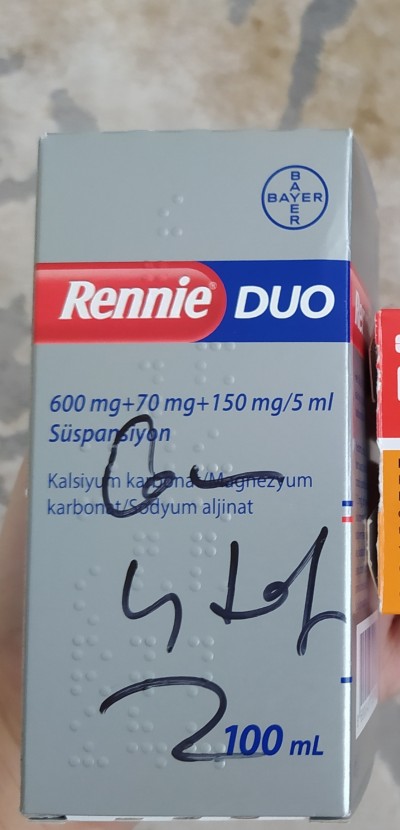 BAYER
BAYER
Rennie® DUO
600 mg+70 mg+150 mg/5 ml
Süspansiyon
Kalsiyum karbonat/Magnezyum
karbonat/Sodyum aljinat
100 mL